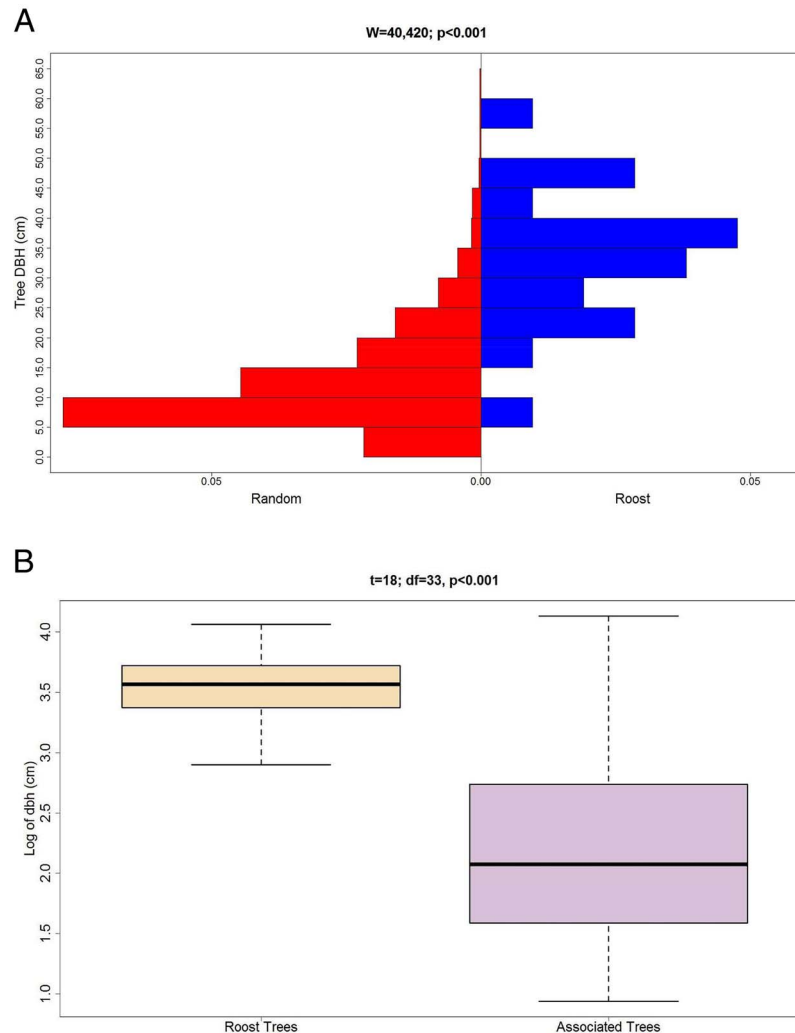 A
W=40,420; p<0.001
Tree DBH (cm)
65.0
60.0
55.0
50.0
45.0
40.0
35.0
30.0
25.0
20.0
15.0
10.0
5.0
0.0
0.05
0.00
0.05
Random
Roost
B
t=18; df=33, p<0.001
Log of dbh (cm)
4.0
3.5
3.0
2.5
2.0
1.5
1.0
Roost Trees
Associated Trees